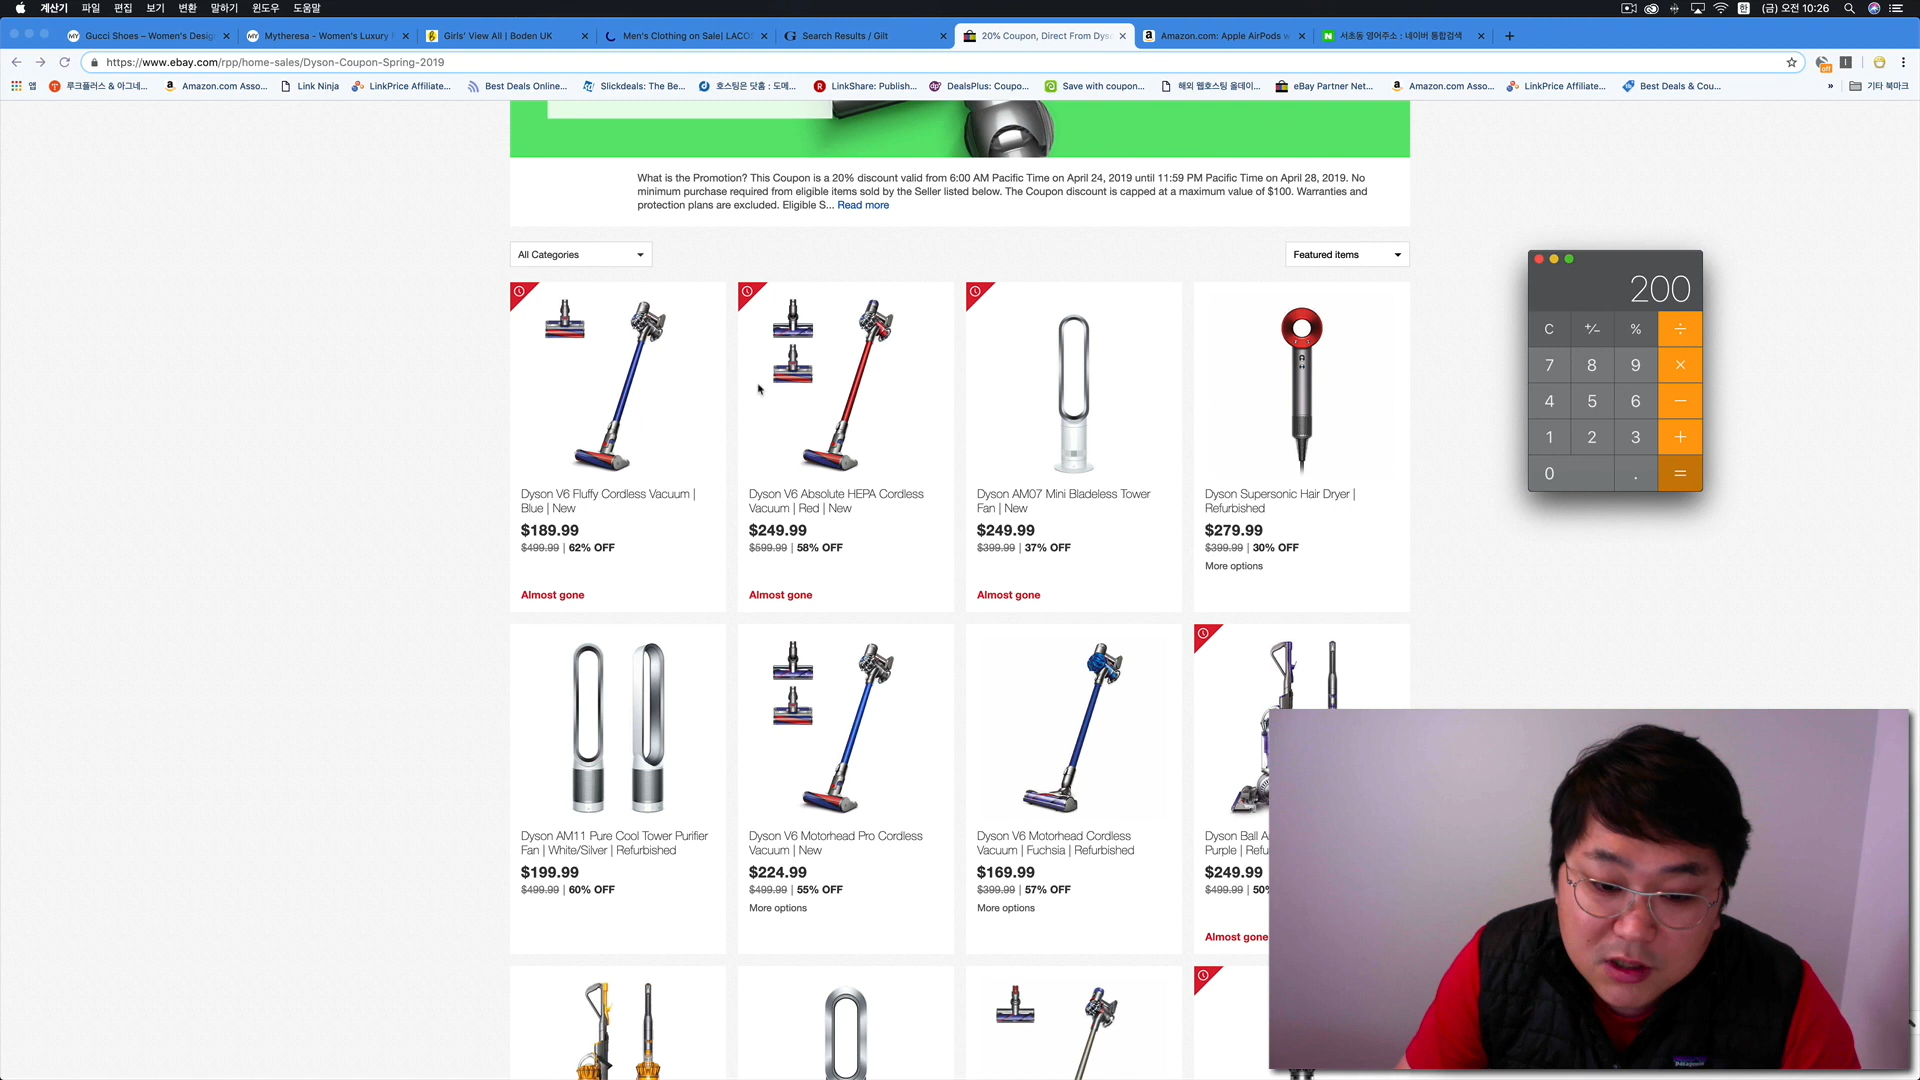 계산기 파일 편집 보기 변환 말하기 윈도우 도움말
(금) 오전 10:26
Gucci Shoes – Women's Desig
Mytheresa - Women's Luxury F
Girls' View All | Boden UK
Men's Clothing on Sale| LACO
Search Results / Gilt
20% Coupon, Direct From Dys
Amazon.com: Apple AirPods w
서초동 영어주소 : 네이버 통합검색
https://www.ebay.com/rpp/home-sales/Dyson-Coupon-Spring-2019
앱
루크플러스 & 아그네...
Amazon.com Asso...
Link Ninja
LinkPrice Affiliate...
Best Deals Online...
Slickdeals: The Be...
호스팅은 닷홈 : 도메...
LinkShare: Publish...
DealsPlus: Coupo...
Save with coupon...
해외 웹호스팅 올데이...
eBay Partner Net...
Amazon.com Asso...
LinkPrice Affiliate...
Best Deals & Cou...
»
기타 북마크
What is the Promotion? This Coupon is a 20% discount valid from 6:00 AM Pacific Time on April 24, 2019 until 11:59 PM Pacific Time on April 28, 2019. No
minimum purchase required from eligible items sold by the Seller listed below. The Coupon discount is capped at a maximum value of $100. Warranties and
protection plans are excluded. Eligible S... Read more
All Categories
Featured items
200
C +⁄− % ÷
7 8 9 ×
4 5 6 −
1 2 3 +
0 . =
Dyson V6 Fluffy Cordless Vacuum |
Blue | New
$189.99
$499.99 | 62% OFF
Almost gone
Dyson V6 Absolute HEPA Cordless
Vacuum | Red | New
$249.99
$599.99 | 58% OFF
Almost gone
Dyson AM07 Mini Bladeless Tower
Fan | New
$249.99
$399.99 | 37% OFF
Almost gone
Dyson Supersonic Hair Dryer |
Refurbished
$279.99
$399.99 | 30% OFF
More options
Dyson AM11 Pure Cool Tower Purifier
Fan | White/Silver | Refurbished
$199.99
$499.99 | 60% OFF
Dyson V6 Motorhead Pro Cordless
Vacuum | New
$224.99
$499.99 | 55% OFF
More options
Dyson V6 Motorhead Cordless
Vacuum | Fuchsia | Refurbished
$169.99
$399.99 | 57% OFF
More options
Dyson Ball A
Purple | Refu
$249.99
$499.99 | 50%
Almost gone